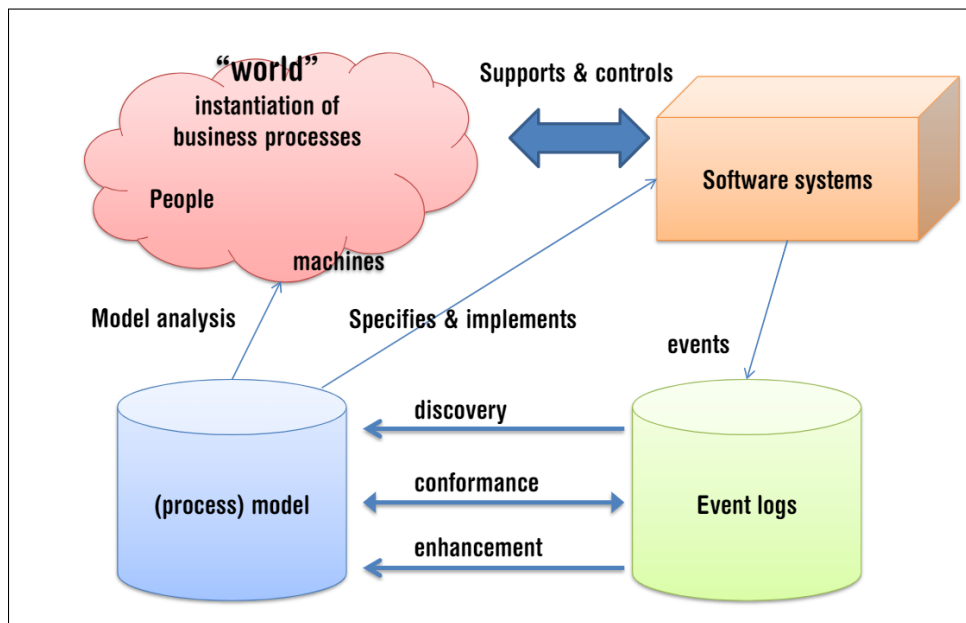 “world”
instantiation of
business processes
People
machines
Supports & controls
Software systems
Model analysis
Specifies & implements
events
discovery
conformance
enhancement
(process) model
Event logs